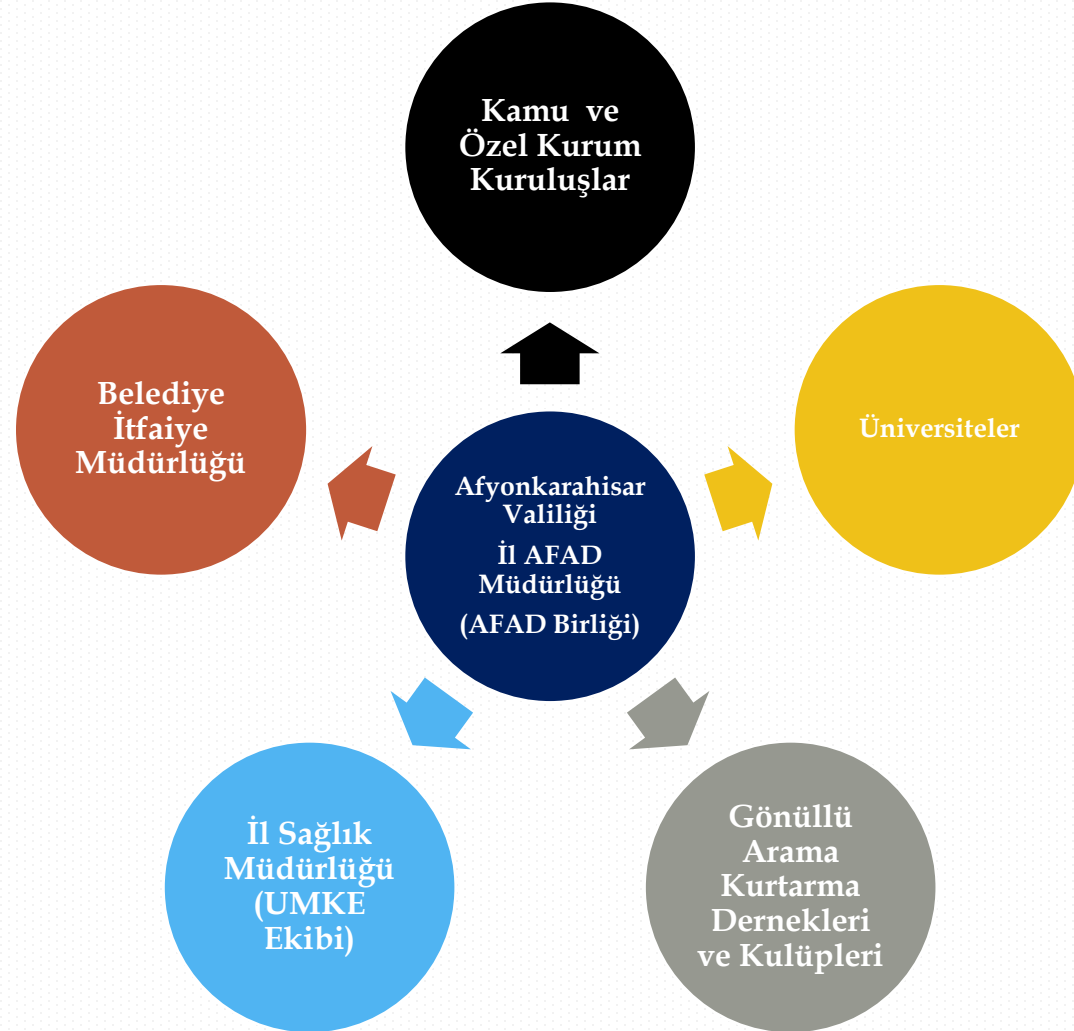 Kamu ve
Özel Kurum
Kuruluşlar
Belediye
İtfaiye
Müdürlüğü
Üniversiteler
Afyonkarahisar
Valiliği
İl AFAD
Müdürlüğü
(AFAD Birliği)
İl Sağlık
Müdürlüğü
(UMKE
Ekibi)
Gönüllü
Arama
Kurtarma
Dernekleri
ve Kulüpleri